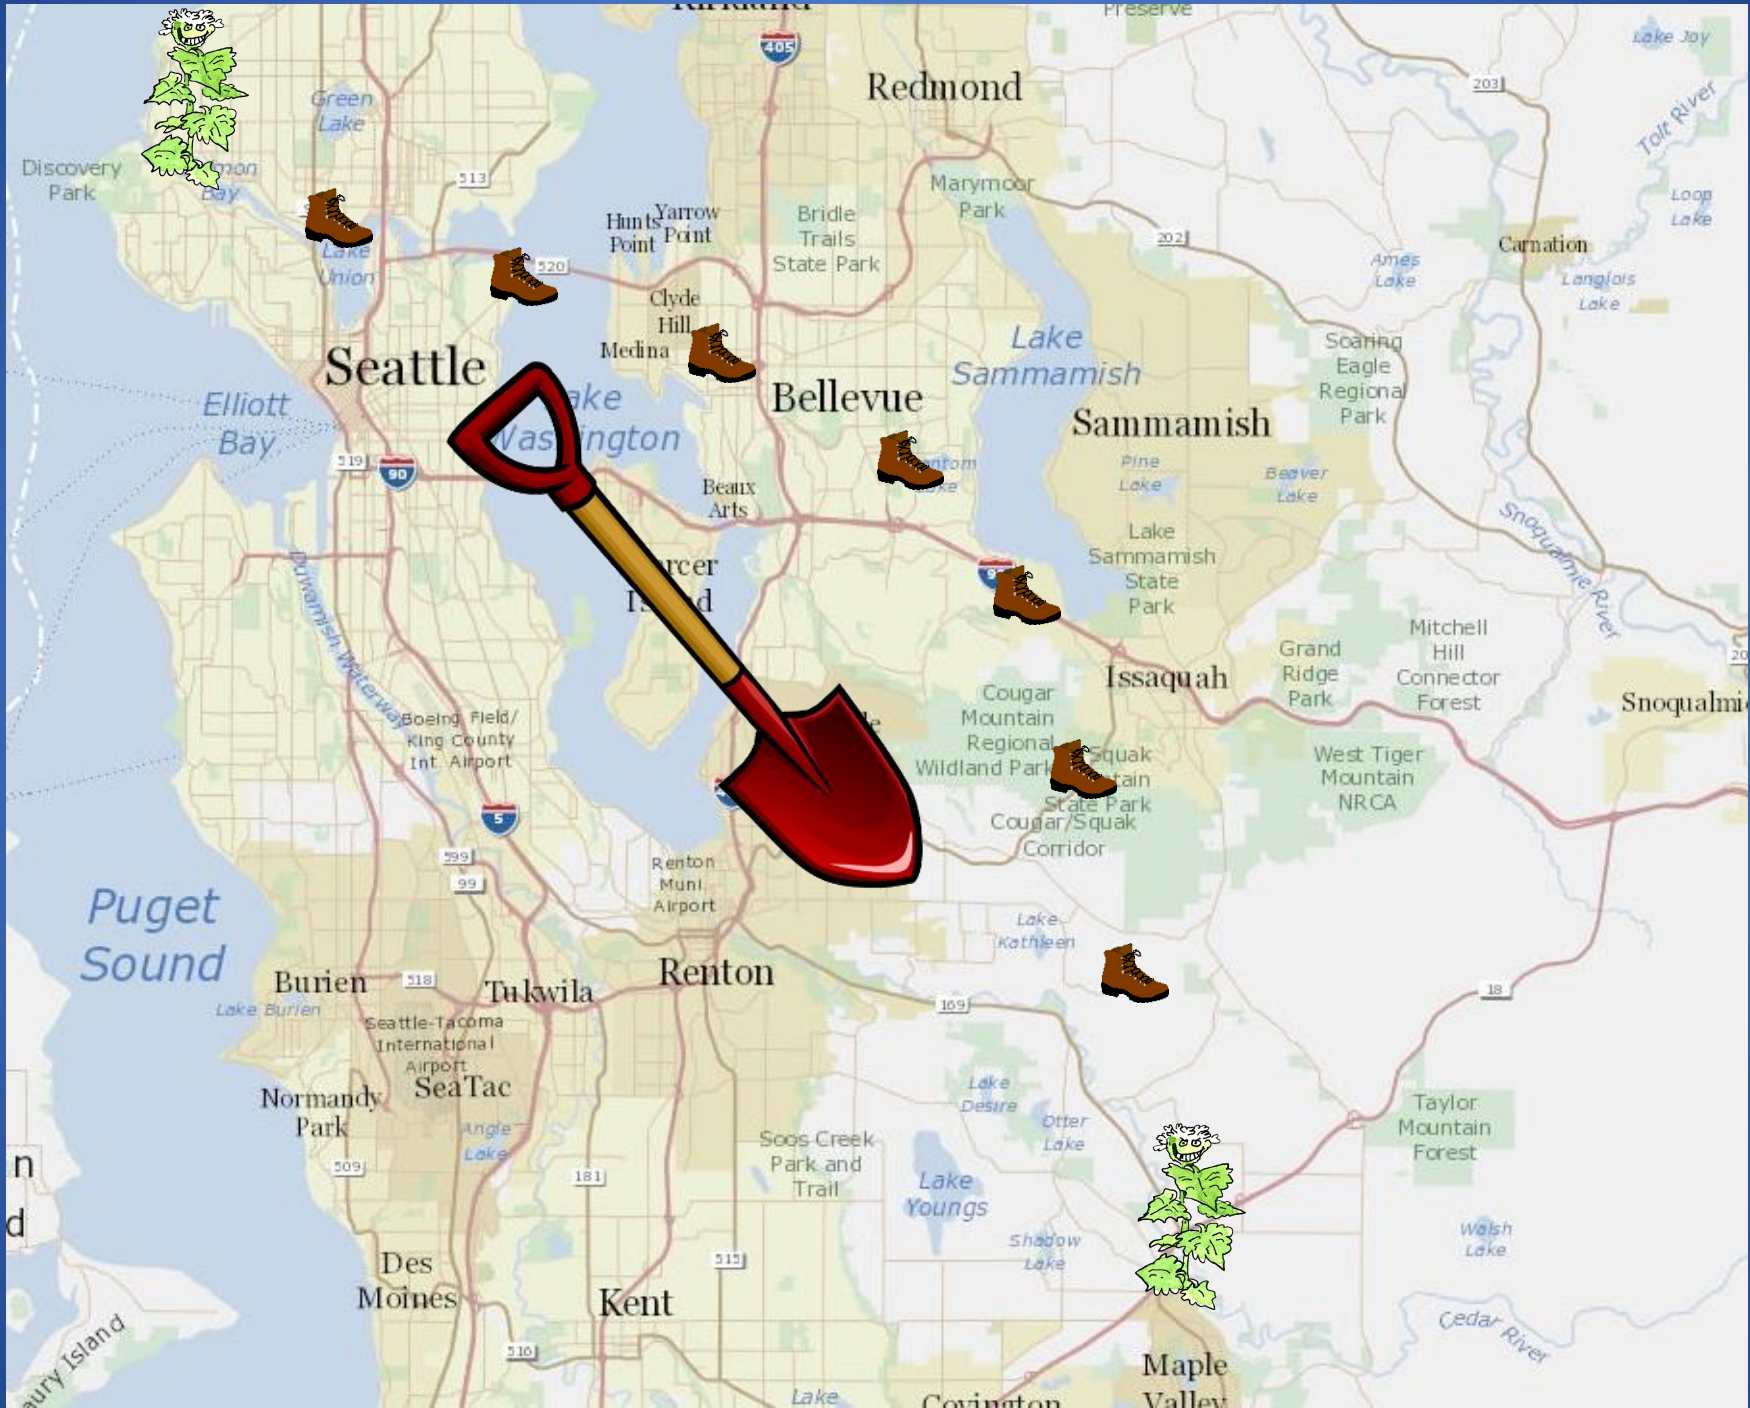 Kirkland
Preserve
405
Lake Joy
Redmond
203
Green
Lake
Tolt River
Discovery
Park
Bay
513
Marymoor
Park
Loop
Lake
Hunts
Point
Yarrow
Point
Bridle
Trails
State Park
202
Carnation
Lake
Union
520
Ames
Lake
Langlois
Lake
Clyde
Hill
Medina
Lake
Sammamish
Soaring
Eagle
Regional
Park
Seattle
Bellevue
Elliott
Bay
Sammamish
519
90
Beaux
Arts
Pine
Lake
Beaver
Lake
Snoqualmie River
Lake
Sammamish
State
Park
Duwamish Waterway
Mitchell
Hill
Connector
Forest
Grand
Ridge
Park
Issaquah
Cougar
Mountain
Regional
Wildland Park
Boeing Field/
King County
Int. Airport
Squak
State Park
Cougar/Squak
Corridor
West Tiger
Mountain
NRCA
5
599
99
Renton
Muni.
Airport
Puget
Sound
Lake
Kathleen
Burien
518
Tukwila
Renton
169
18
Lake Burien
Seattle-Tacoma
International
Airport
SeaTac
Normandy
Park
Angle
Lake
Lake
Desire
Otter
Lake
Taylor
Mountain
Forest
509
181
Soos Creek
Park and
Trail
Lake
Youngs
Shadow
Lake
Walsh
Lake
515
Des
Moines
Kent
516
Cedar River
Maple
Valley
Covington
Lake